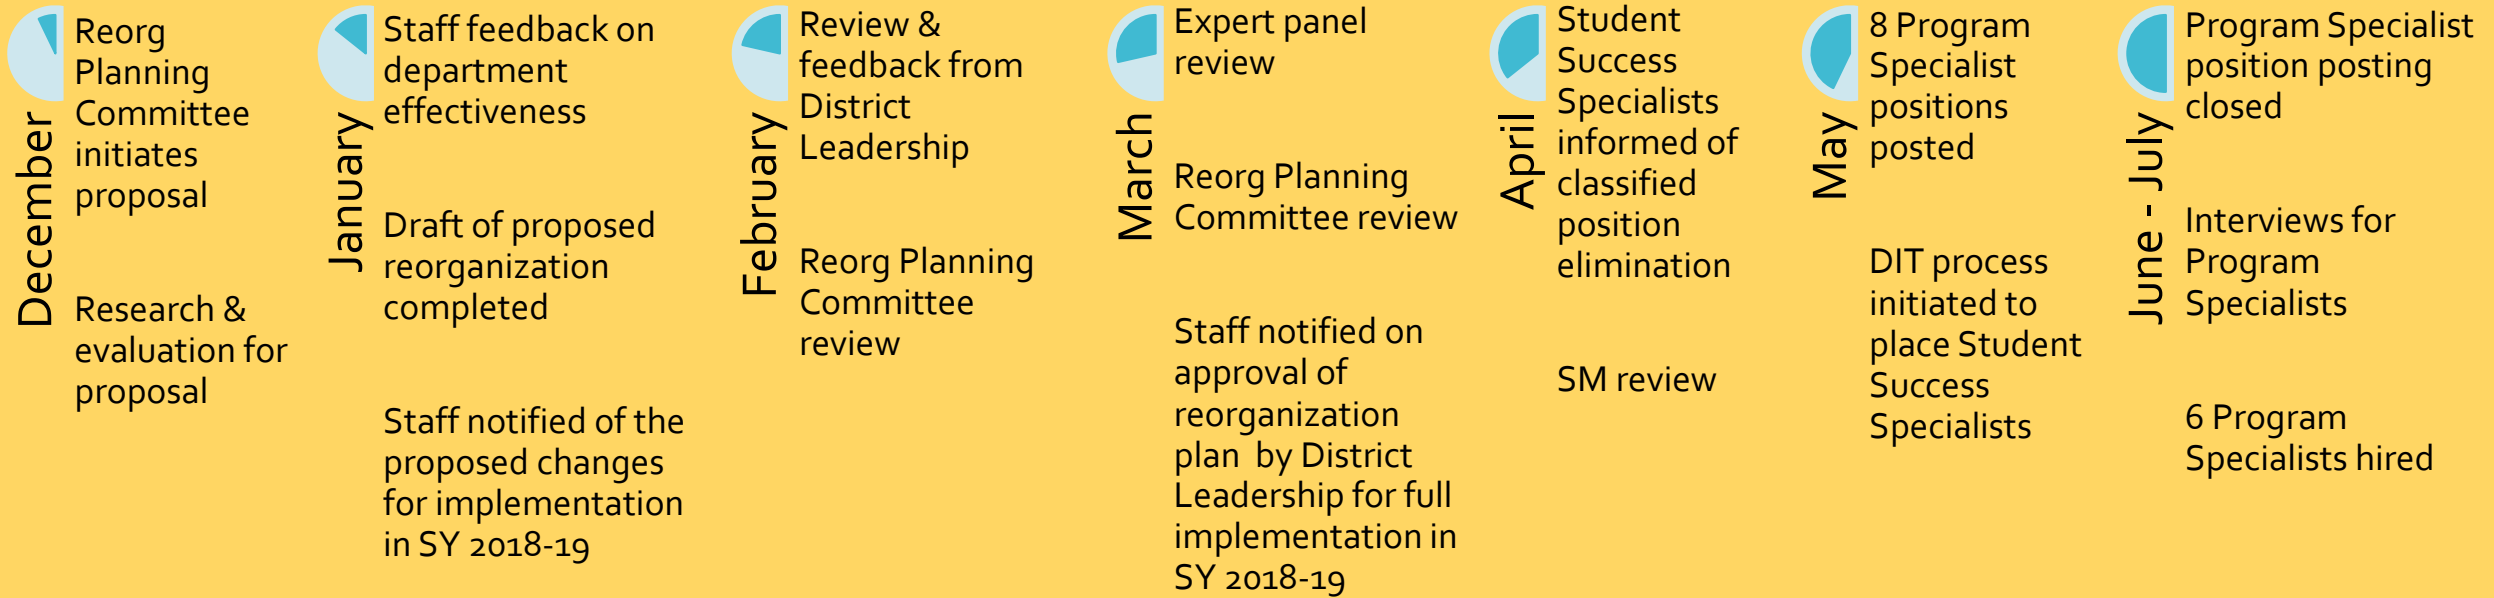 December
Reorg
Planning
Committee
initiates
proposal
Research &
evaluation for
proposal
January
Staff feedback on
department
effectiveness
Draft of proposed
reorganization
completed
Staff notified of the
proposed changes
for implementation
in SY 2018-19
February
Review &
feedback from
District
Leadership
Reorg Planning
Committee
review
March
Expert panel
review
Reorg Planning
Committee review
Staff notified on
approval of
reorganization
plan  by District
Leadership for full
implementation in
SY 2018-19
April
Student
Success
Specialists
informed of
classified
position
elimination
SM review
May
8 Program
Specialist
positions
posted
DIT process
initiated to
place Student
Success
Specialists
June - July
Program Specialist
position posting
closed
Interviews for
Program
Specialists
6 Program
Specialists hired